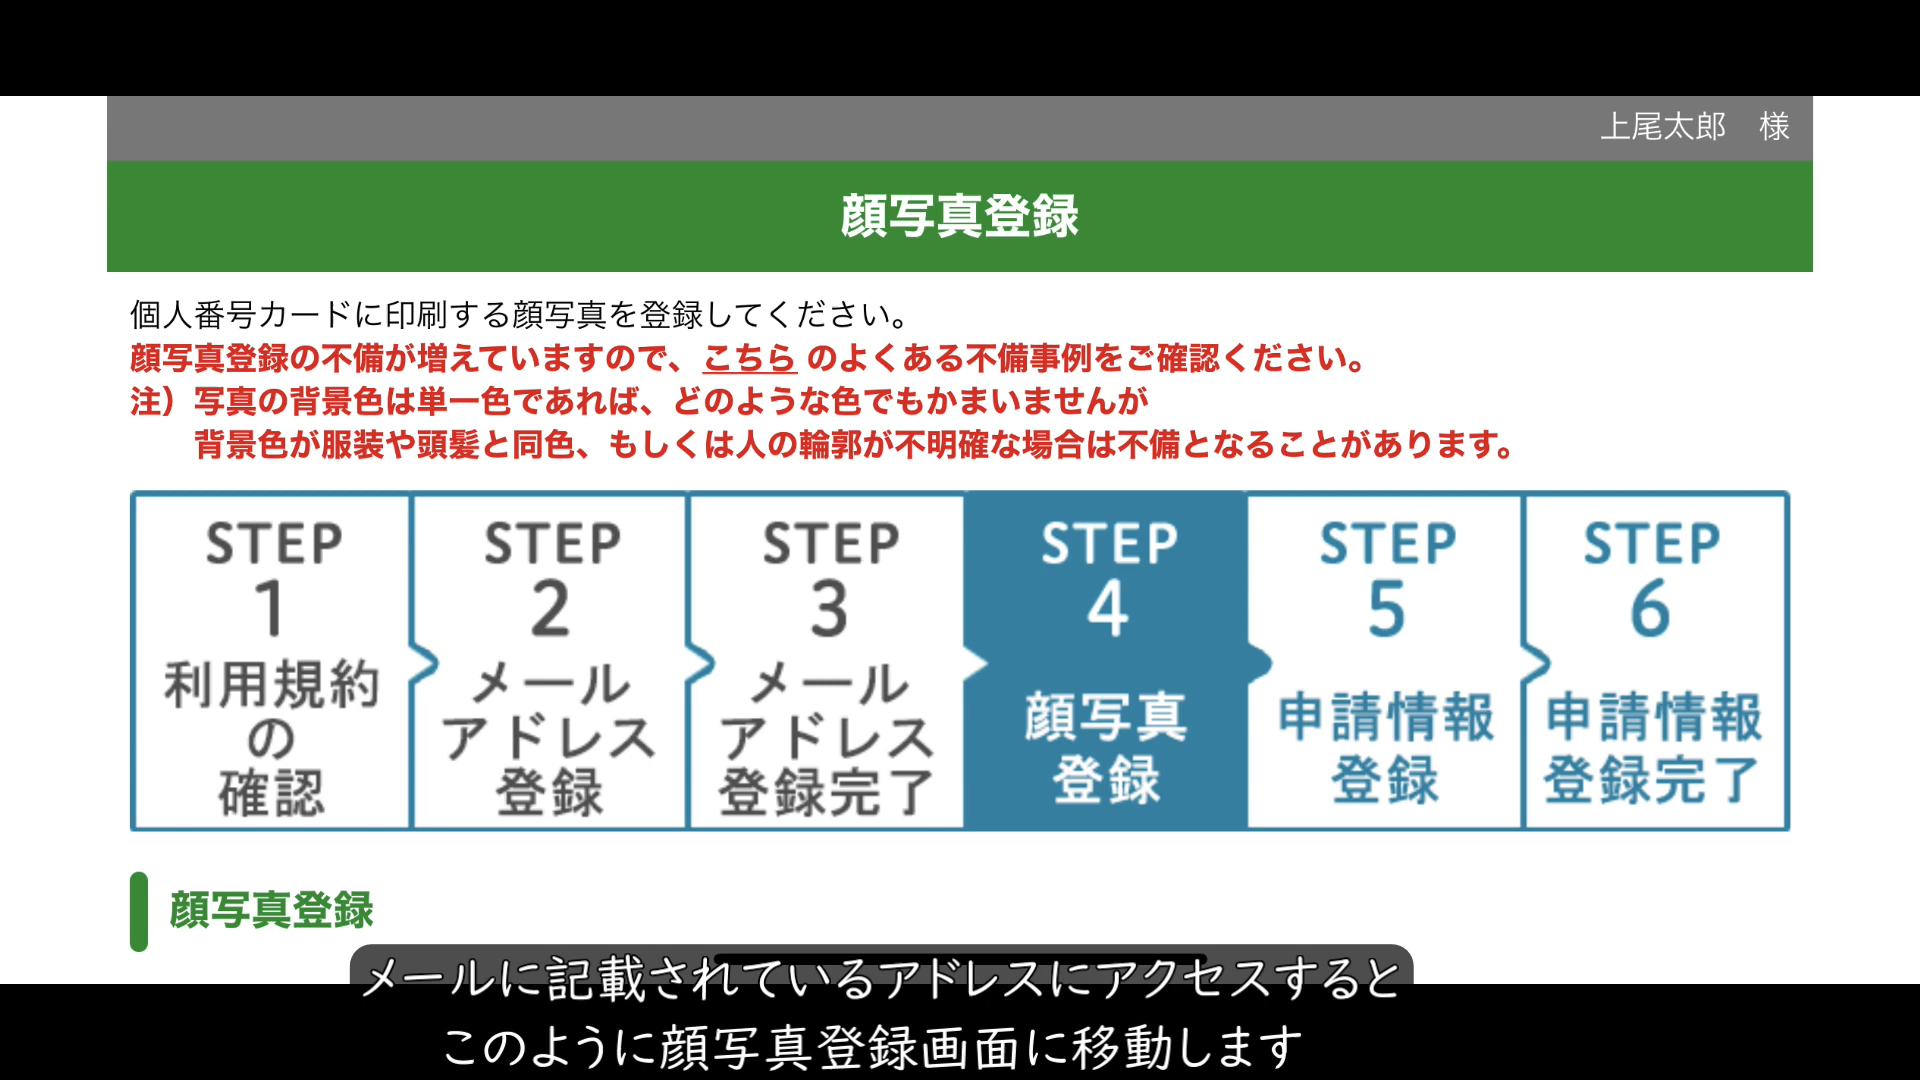 上尾太郎　様
顔写真登録
個人番号カードに印刷する顔写真を登録してください。
顔写真登録の不備が増えていますので、こちら のよくある不備事例をご確認ください。
注）写真の背景色は単一色であれば、どのような色でもかまいませんが
背景色が服装や頭髪と同色、もしくは人の輪郭が不明確な場合は不備となることがあります。
STEP
1
利用規約
の
確認
STEP
2
メール
アドレス
登録
STEP
3
メール
アドレス
登録完了
STEP
4
顔写真
登録
STEP
5
申請情報
登録
STEP
6
申請情報
登録完了
顔写真登録
メールに記載されているアドレスにアクセスすると
このように顔写真登録画面に移動します